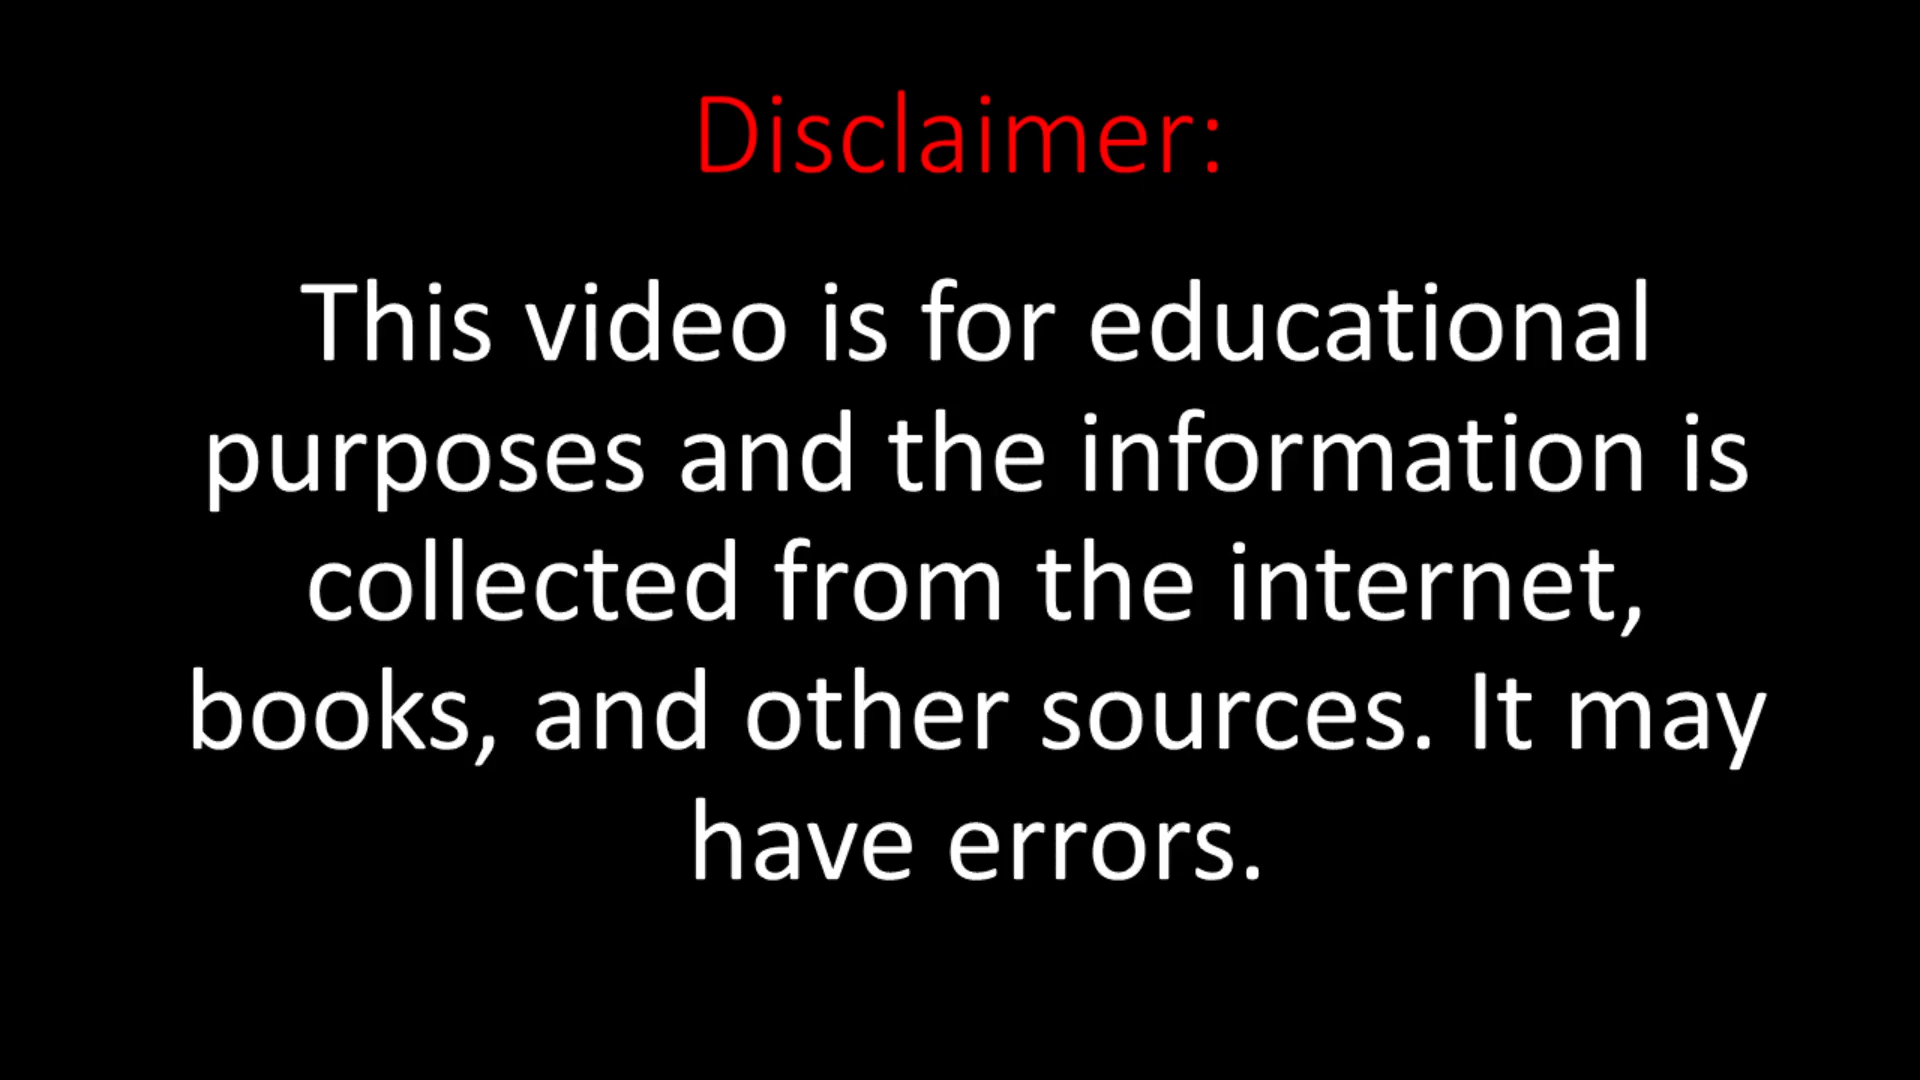 Disclaimer:
This video is for educational
purposes and the information is
collected from the internet,
books, and other sources. It may
have errors.